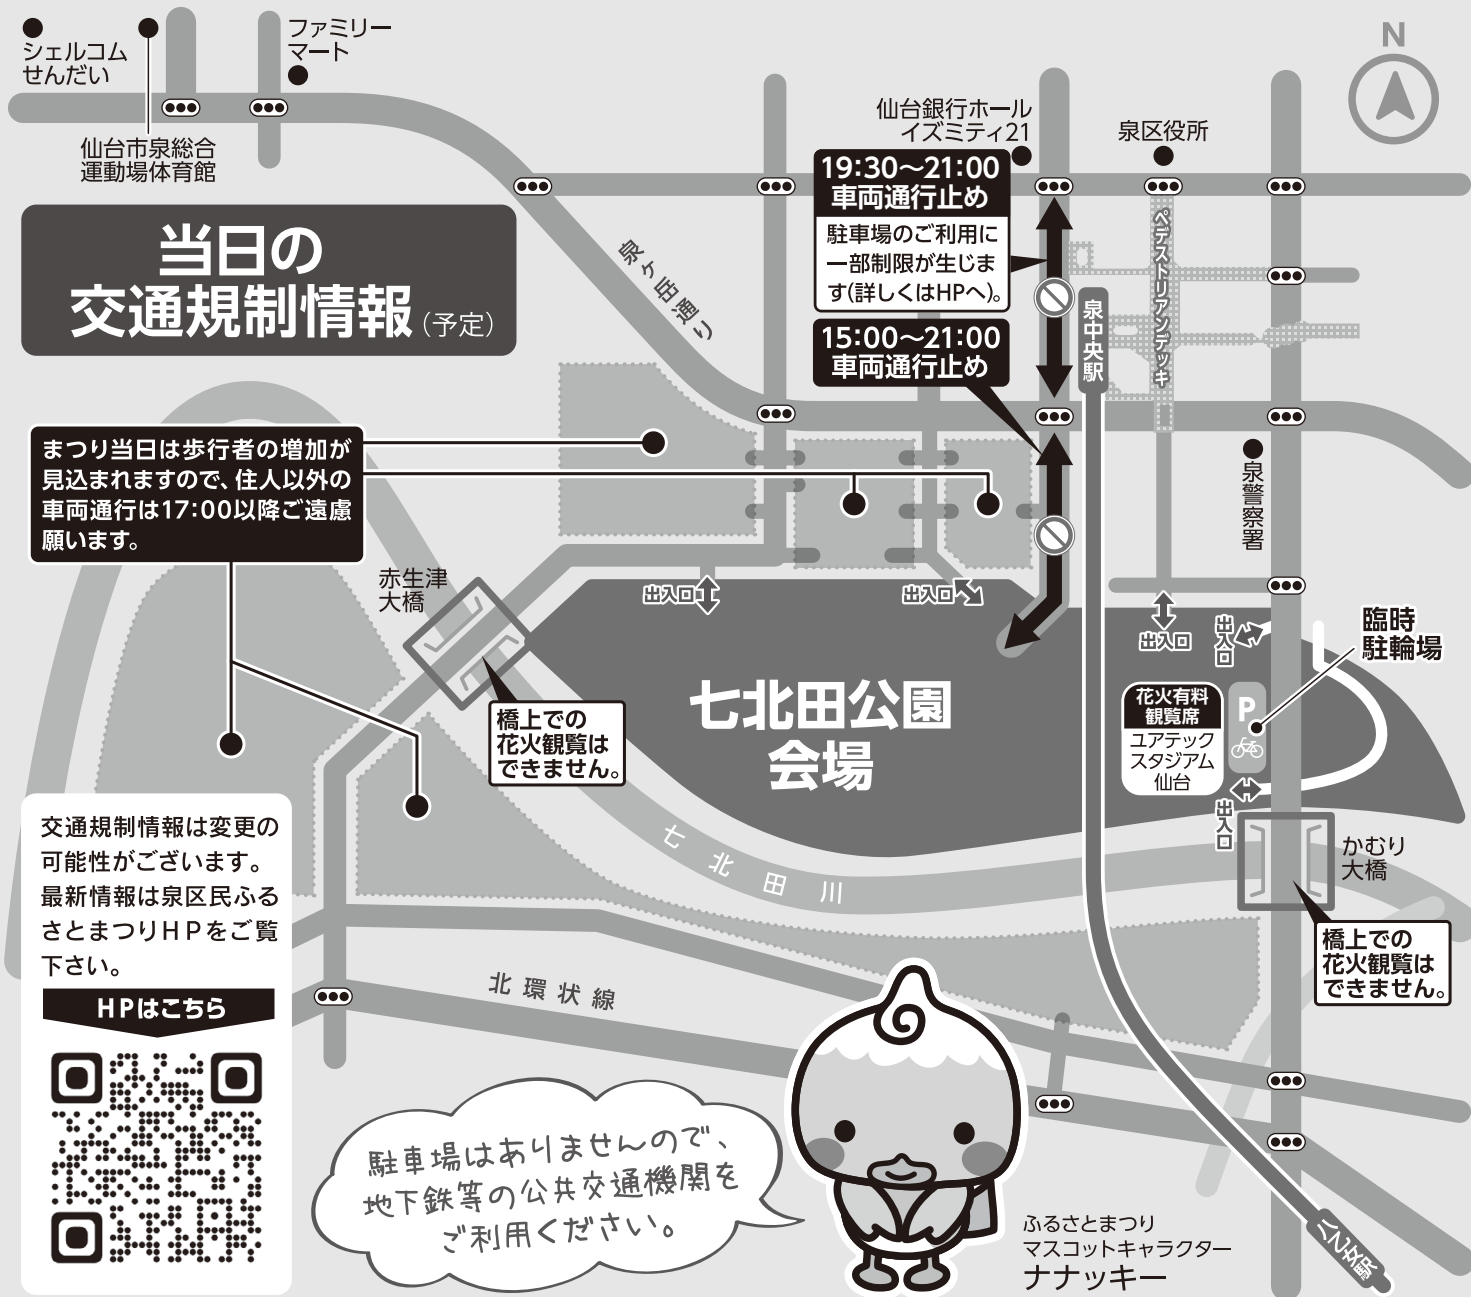 シェルコム
せんだい
仙台市泉総合
運動場体育館
ファミリー
マート
仙台銀行ホール
イズミティ21
泉区役所
N
19:30〜21:00
車両通行止め
駐車場のご利用に
一部制限が生じま
す(詳しくはHPへ)。
15:00〜21:00
車両通行止め
当日の
交通規制情報(予定)
泉ヶ岳通り
泉中央駅
ペデストリアンデッキ
泉警察署
まつり当日は歩行者の増加が
見込まれますので、住人以外の
車両通行は17:00以降ご遠慮
願います。
赤生津
大橋
出入口
出入口
出入口
出入口
臨時
駐輪場
橋上での
花火観覧は
できません。
七北田公園
会場
花火有料
観覧席
ユアテック
スタジアム
仙台
P
出入口
かむり
大橋
橋上での
花火観覧は
できません。
七北田川
交通規制情報は変更の
可能性がございます。
最新情報は泉区民ふる
さとまつりHPをご覧
下さい。
HPはこちら
北環状線
駐車場はありませんので、
地下鉄等の公共交通機関を
ご利用ください。
ふるさとまつり
マスコットキャラクター
ナナッキー
八乙女駅